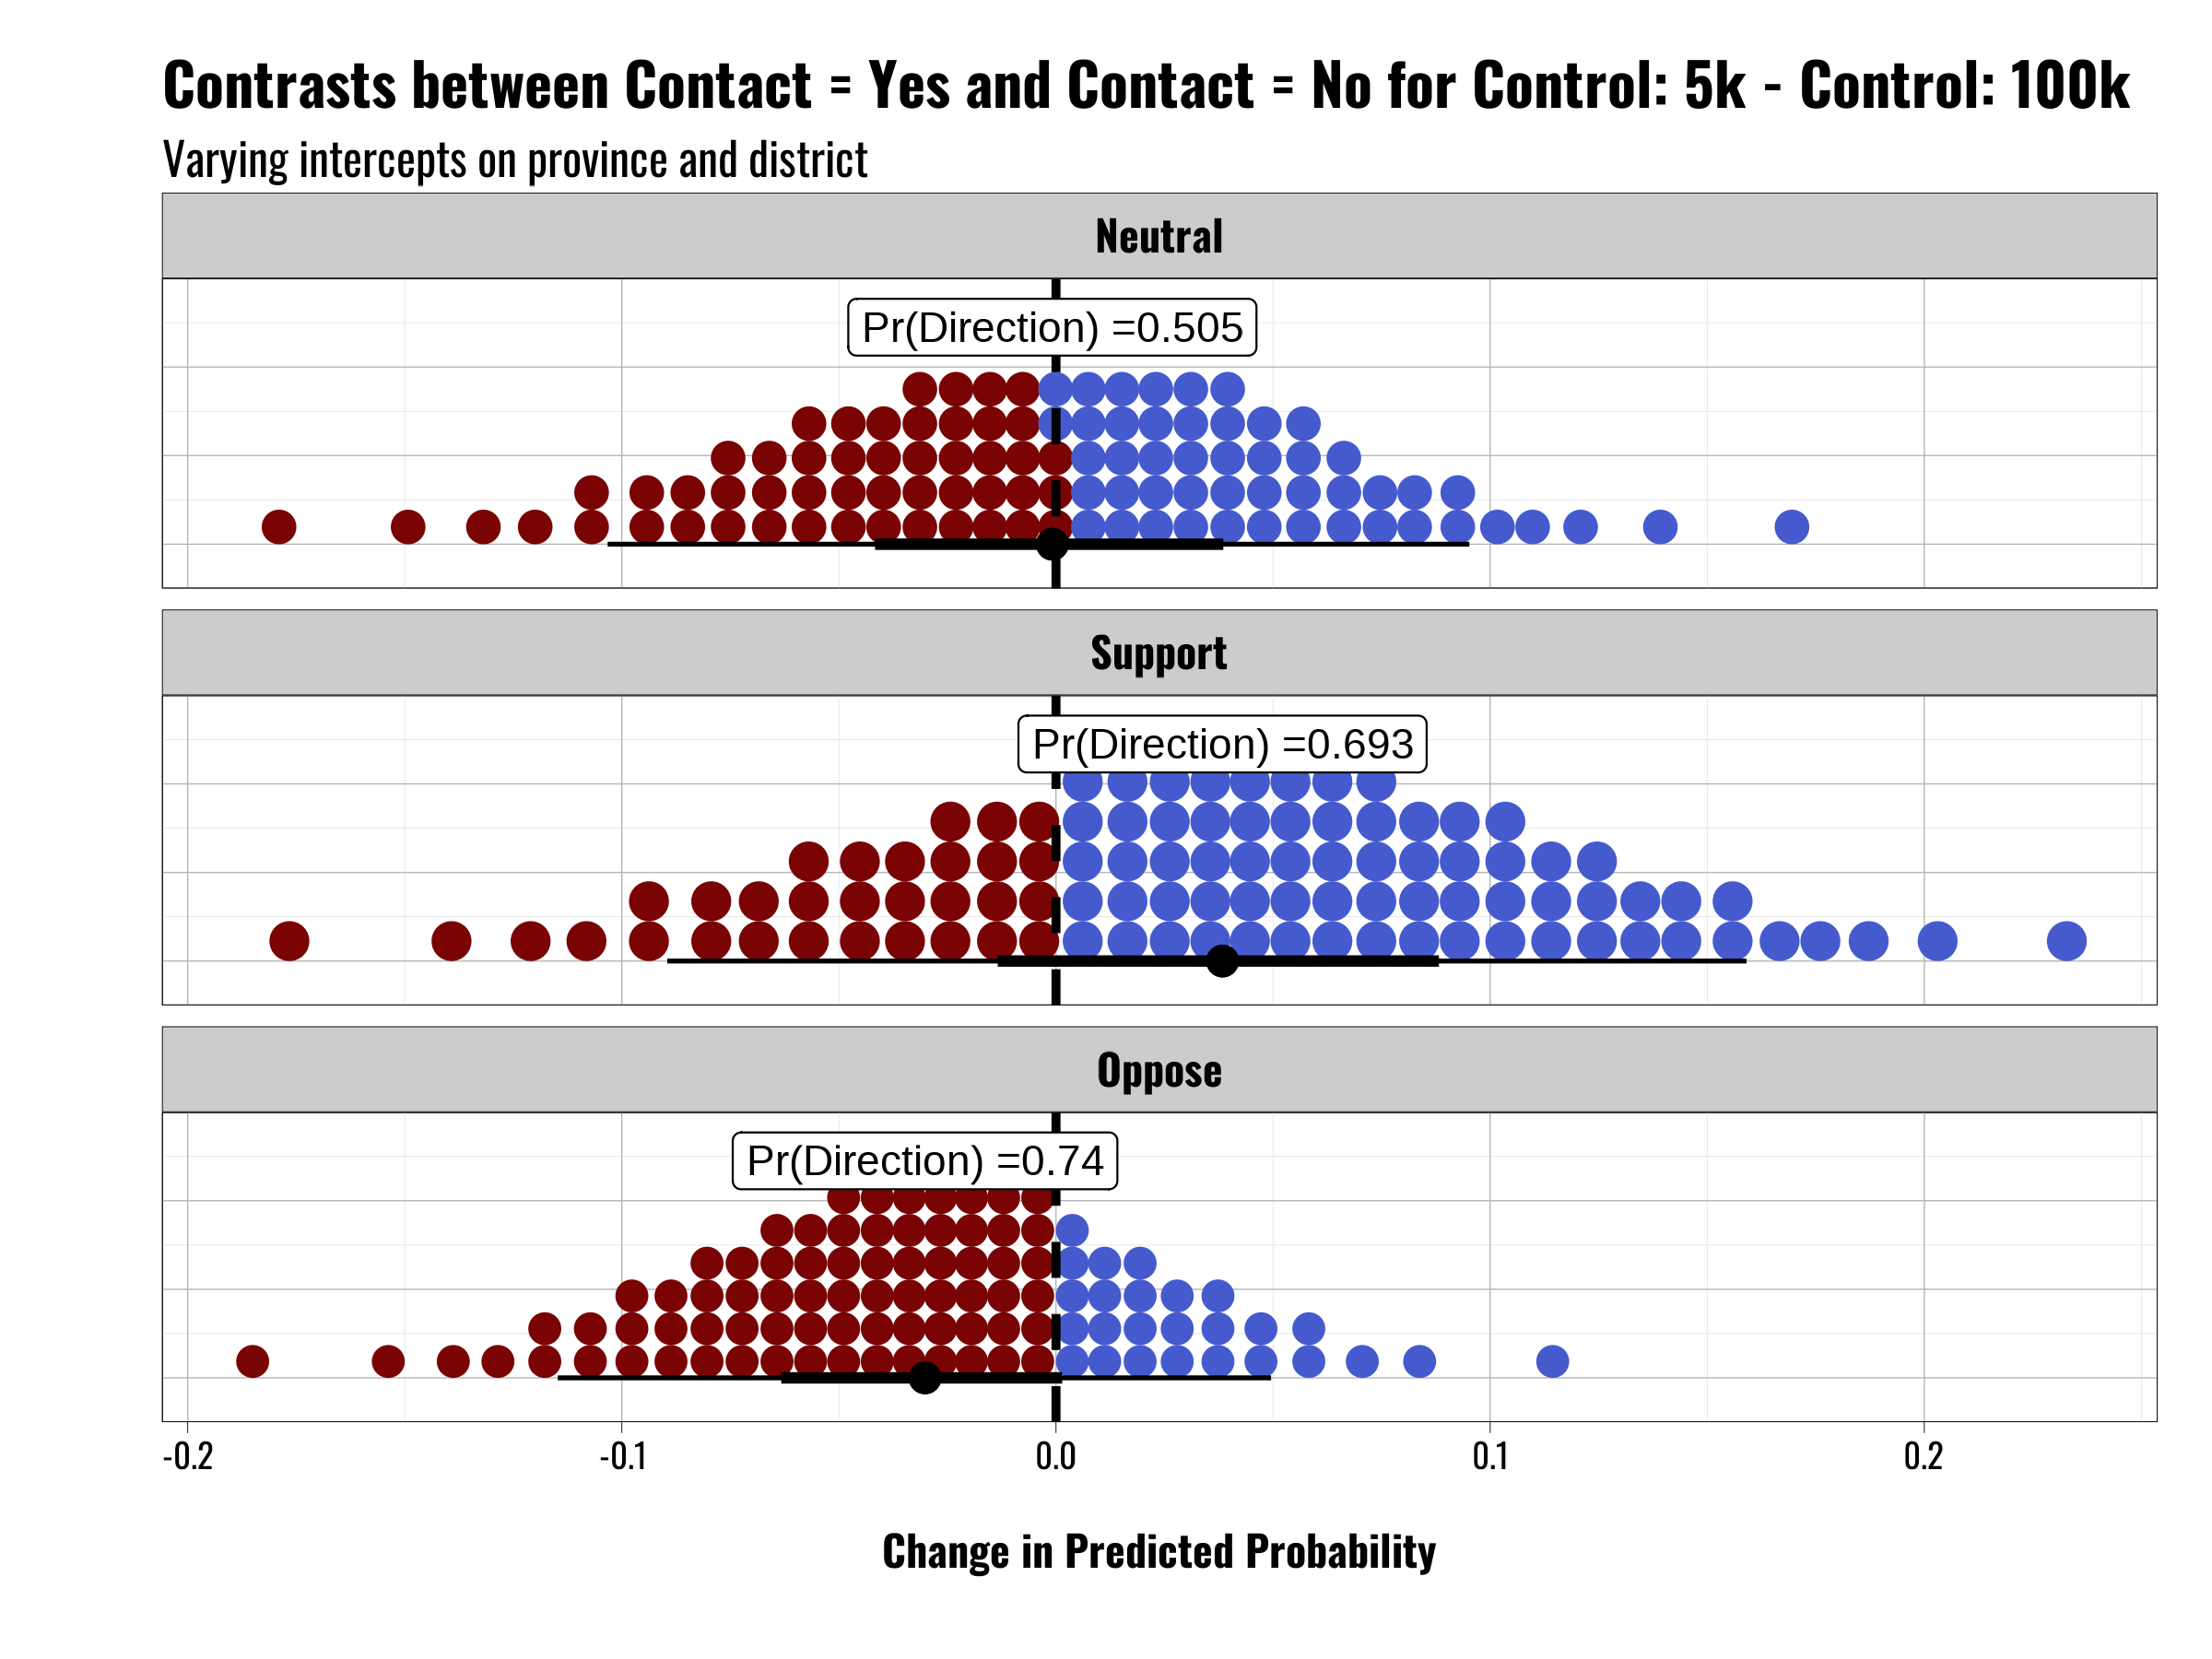 Contrasts between Contact = Yes and Contact = No for Control: 5k - Control: 100k
Varying intercepts on province and district
Neutral
Pr(Direction) =0.505
Support
Pr(Direction) =0.693
Oppose
Pr(Direction) =0.74
-0.2 -0.1 0.0 0.1 0.2
Change in Predicted Probability